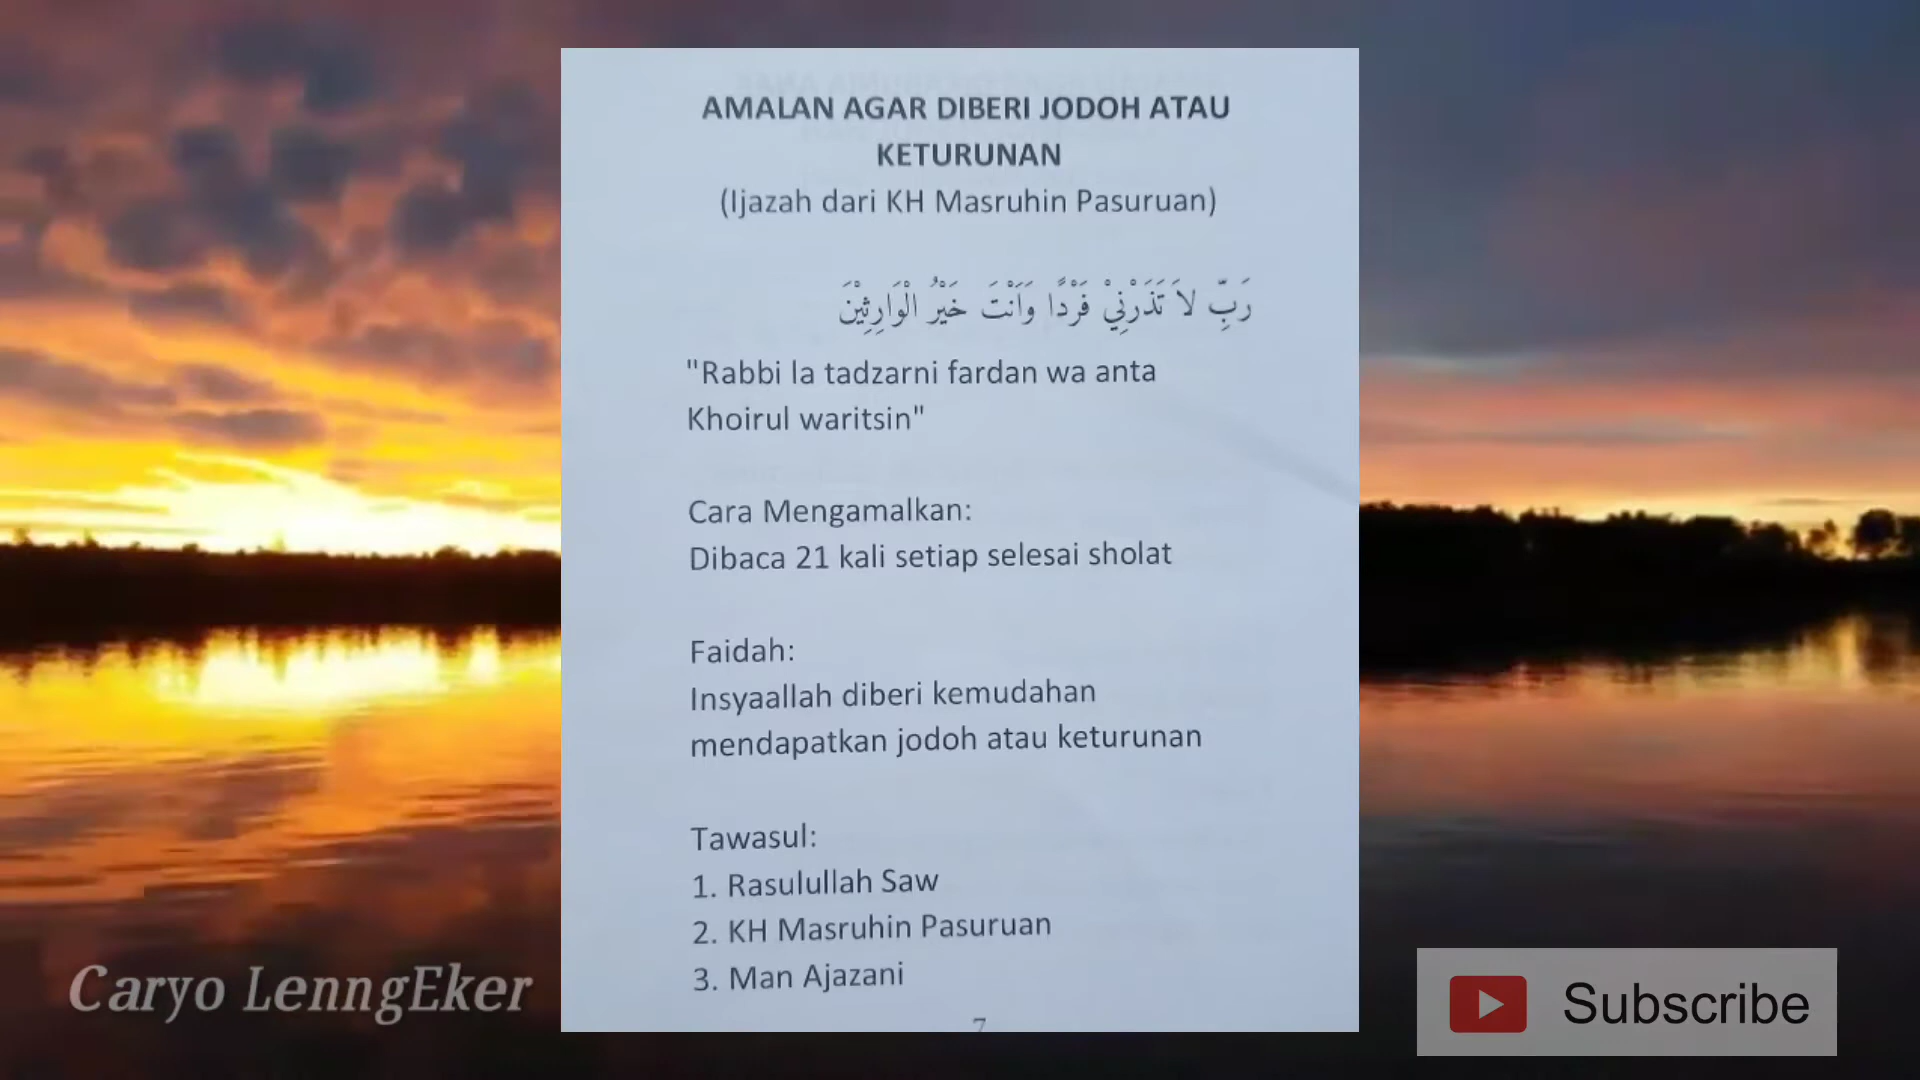 AMALAN AGAR DIBERI JODOH ATAU
KETURUNAN
(Ijazah dari KH Masruhin Pasuruan)
رَبِّ لاَ تَذَرْنِيْ فَرْدًا وَاَنْتَ خَيْرُ الْوَارِثِيْنَ
"Rabbi la tadzarni fardan wa anta
Khoirul waritsin"
Cara Mengamalkan:
Dibaca 21 kali setiap selesai sholat
Faidah:
Insyaallah diberi kemudahan
mendapatkan jodoh atau keturunan
Tawasul:
1. Rasulullah Saw
2. KH Masruhin Pasuruan
3. Man Ajazani
7
Caryo LenngEker
Subscribe